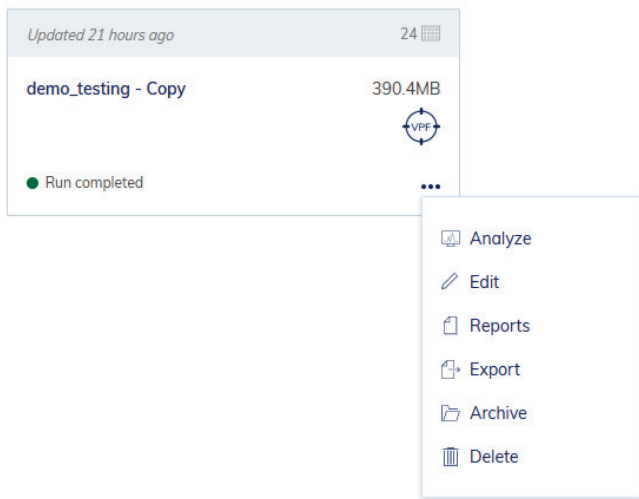 Updated 21 hours ago 24
demo_testing - Copy 390.4MB
VPF
Run completed
Analyze
Edit
Reports
Export
Archive
Delete